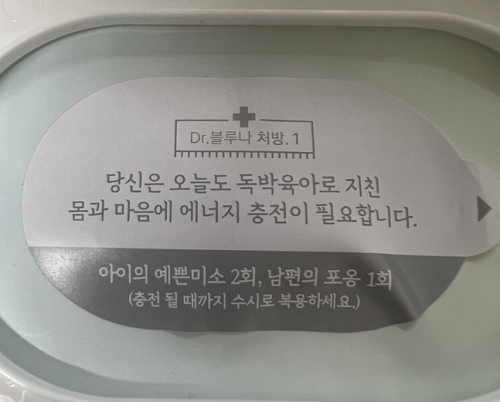 Dr.블루나 처방.1
당신은 오늘도 독박육아로 지친
몸과 마음에 에너지 충전이 필요합니다.
아이의 예쁜미소 2회, 남편의 포옹 1회
(충전 될 때까지 수시로 복용하세요.)